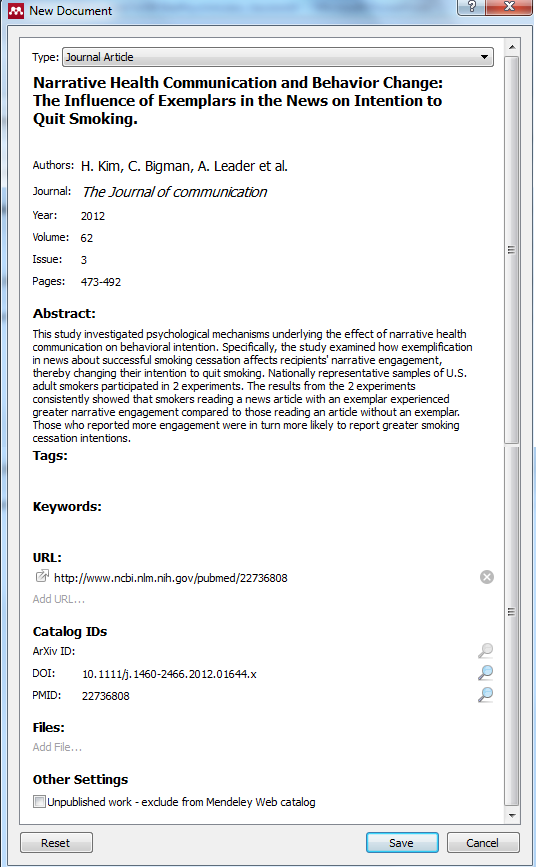 New Document
Type: Journal Article
Narrative Health Communication and Behavior Change:
The Influence of Exemplars in the News on Intention to
Quit Smoking.
Authors: H. Kim, C. Bigman, A. Leader et al.
Journal: The Journal of communication
Year: 2012
Volume: 62
Issue: 3
Pages: 473-492
Abstract:
This study investigated psychological mechanisms underlying the effect of narrative health
communication on behavioral intention. Specifically, the study examined how exemplification
in news about successful smoking cessation affects recipients' narrative engagement,
thereby changing their intention to quit smoking. Nationally representative samples of U.S.
adult smokers participated in 2 experiments. The results from the 2 experiments
consistently showed that smokers reading a news article with an exemplar experienced
greater narrative engagement compared to those reading an article without an exemplar.
Those who reported more engagement were in turn more likely to report greater smoking
cessation intentions.
Tags:
Keywords:
URL:
http://www.ncbi.nlm.nih.gov/pubmed/22736808
Add URL...
Catalog IDs
ArXiv ID:
DOI: 10.1111/j.1460-2466.2012.01644.x
PMID: 22736808
Files:
Add File...
Other Settings
Unpublished work - exclude from Mendeley Web catalog
Reset Save Cancel